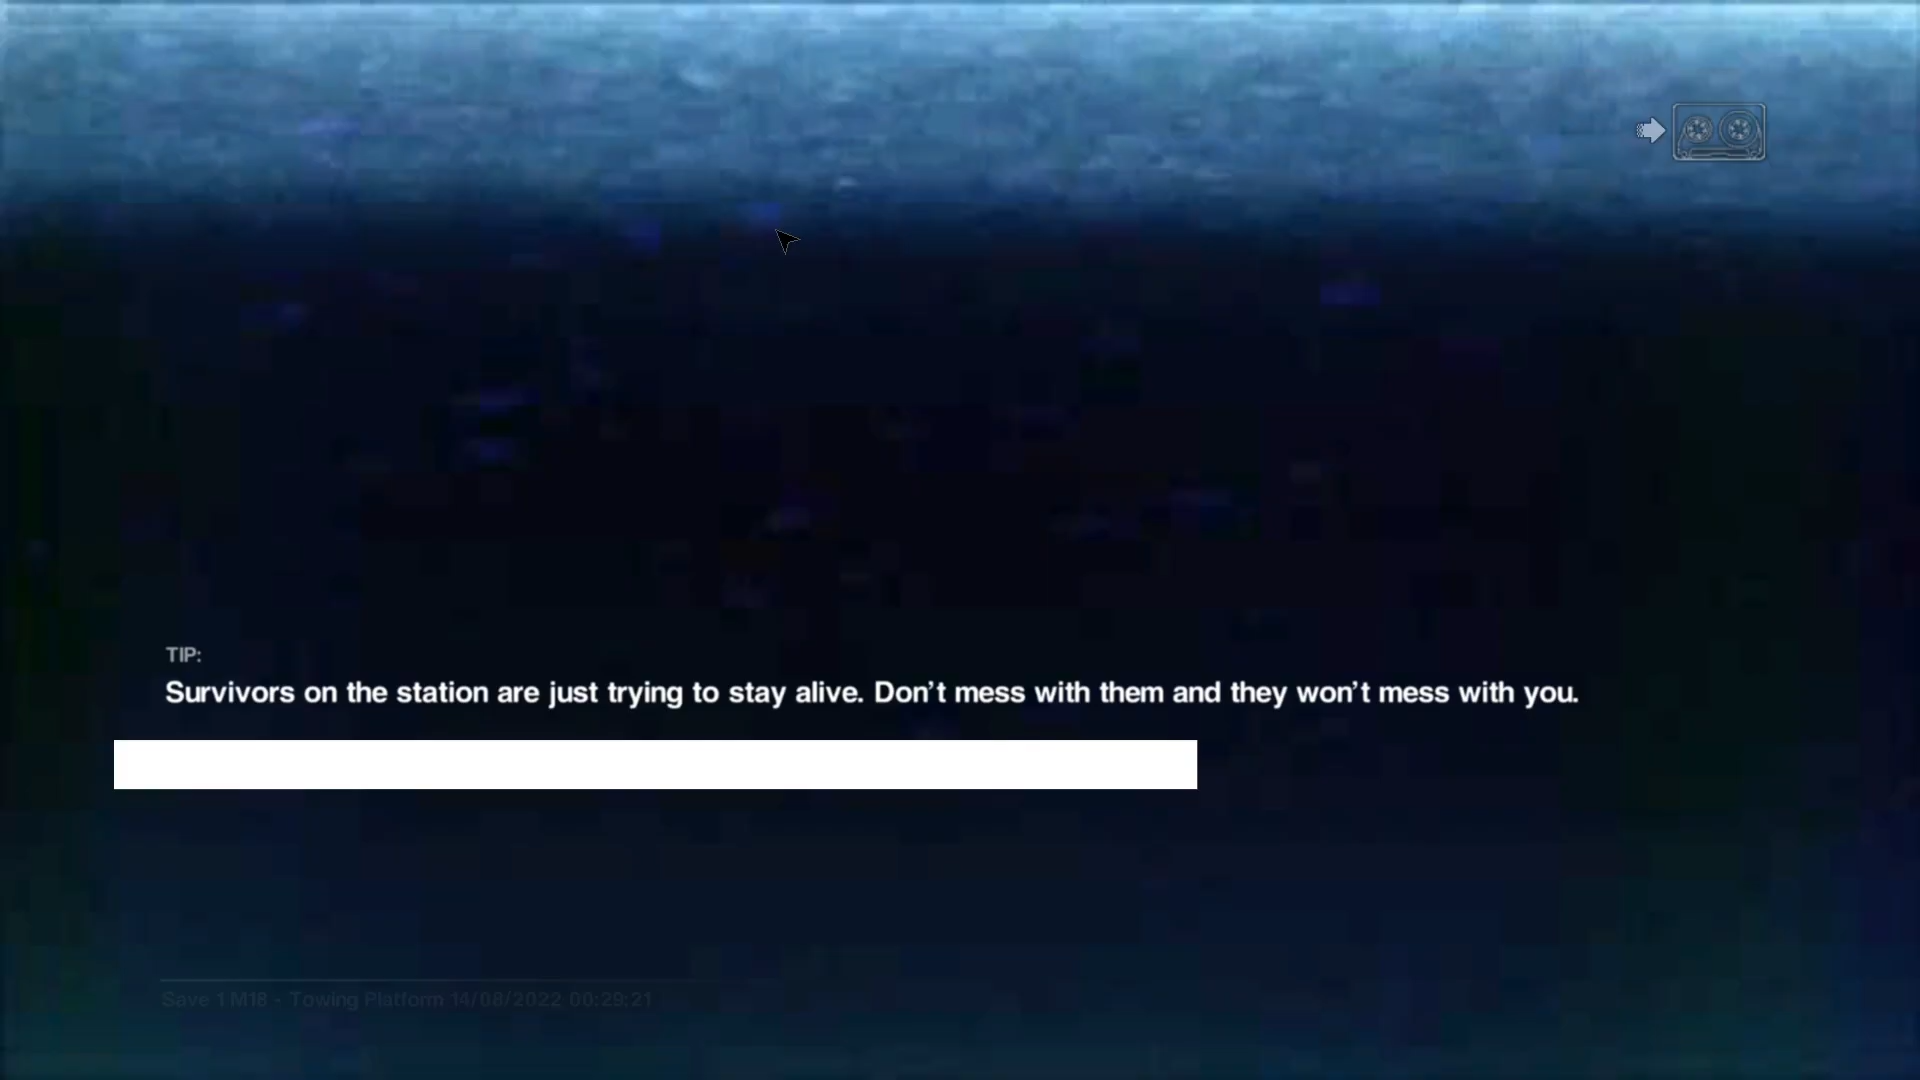 TIP:
Survivors on the station are just trying to stay alive. Don’t mess with them and they won’t mess with you.
Save 1 M18 - Towing Platform 14/08/2022 00:29:21